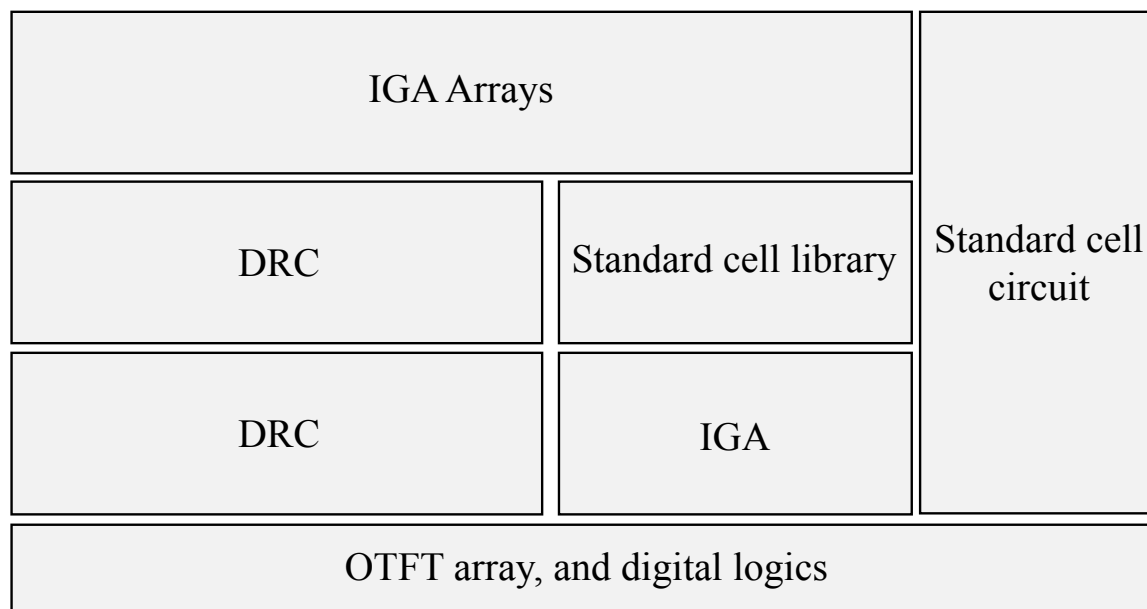 IGA Arrays
DRC
Standard cell library
Standard cell
circuit
DRC
IGA
OTFT array, and digital logics